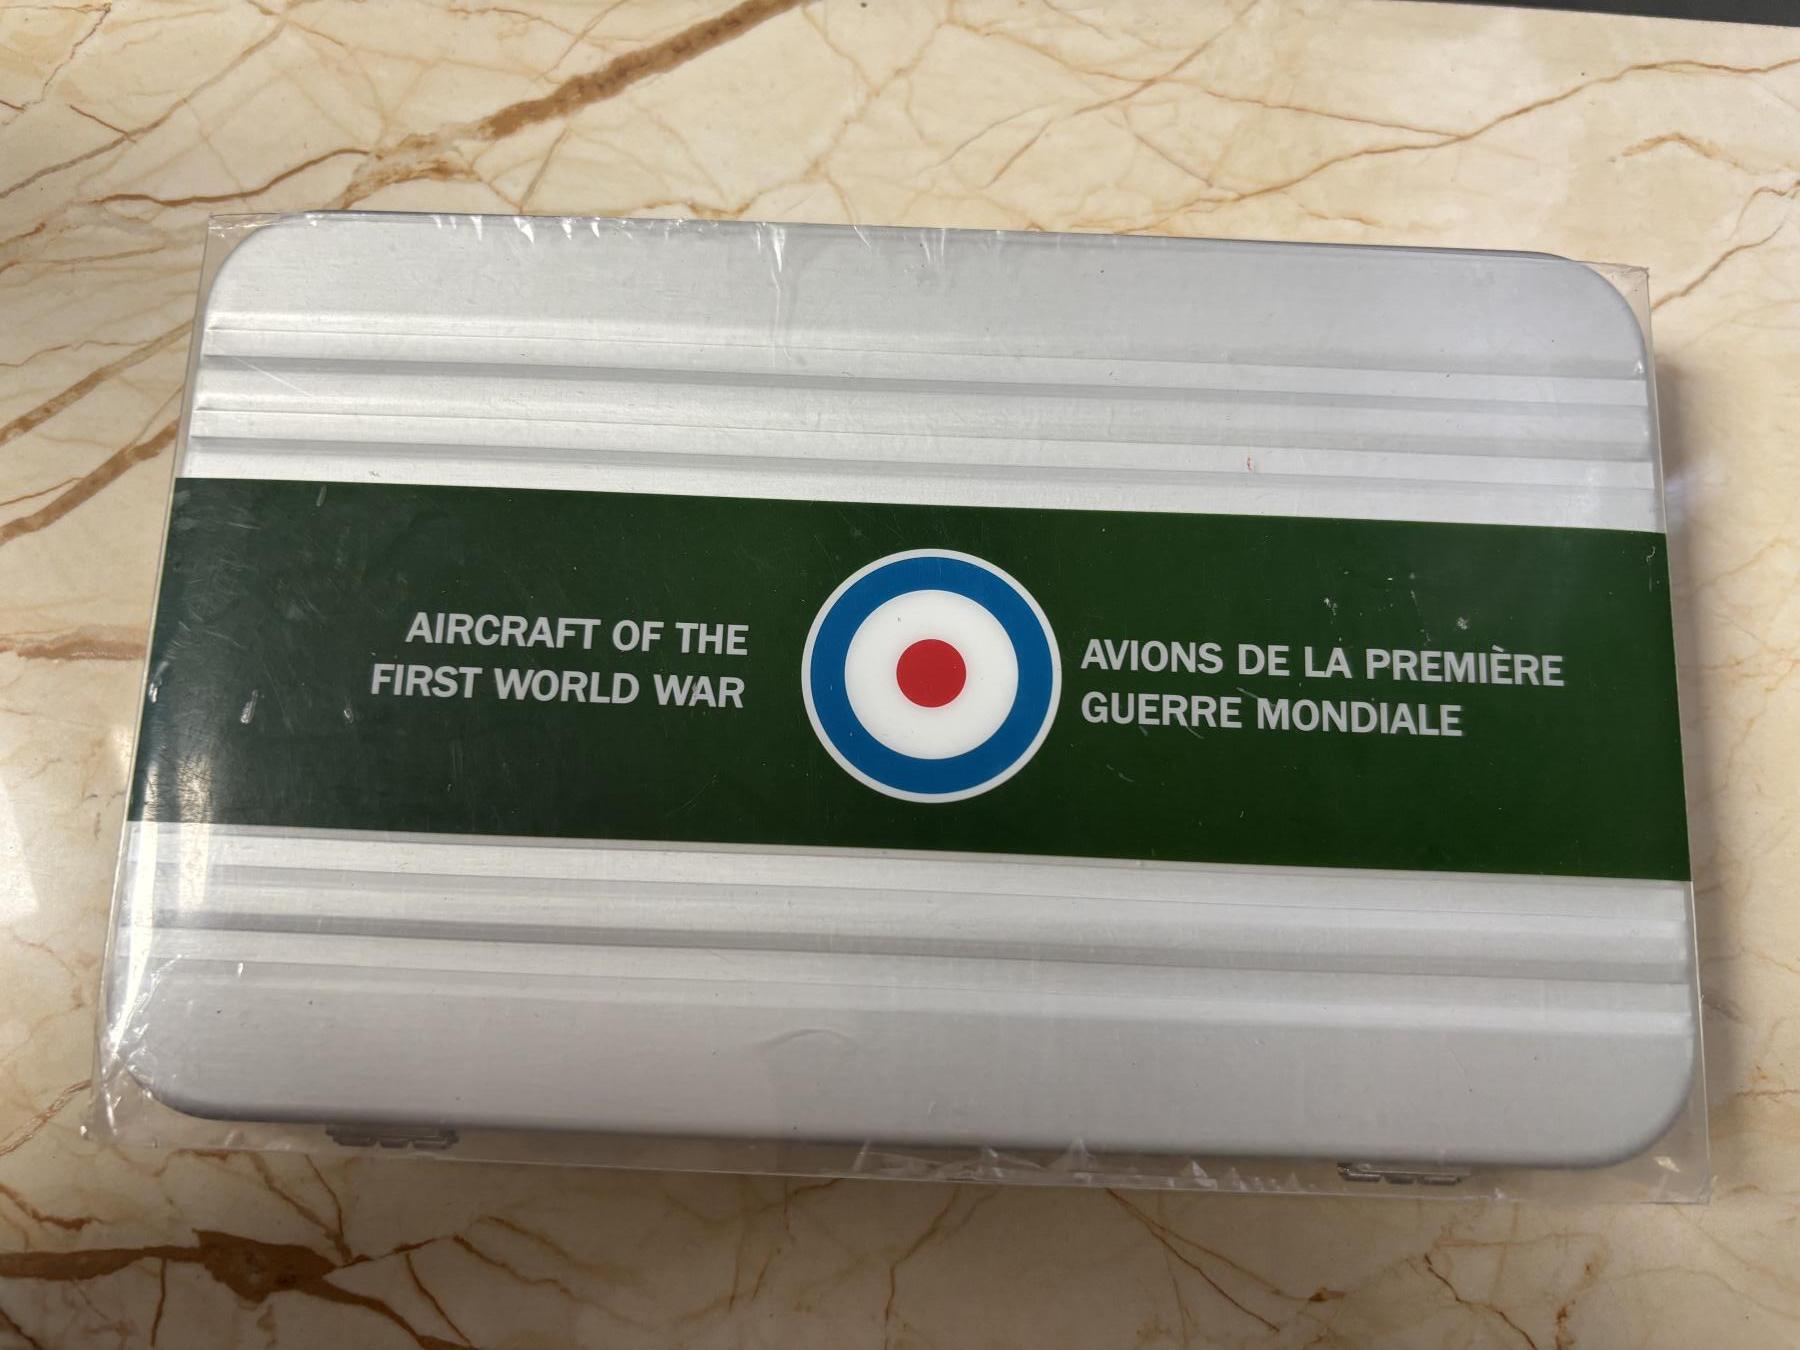 AIRCRAFT OF THE
FIRST WORLD WAR
AVIONS DE LA PREMIÈRE
GUERRE MONDIALE